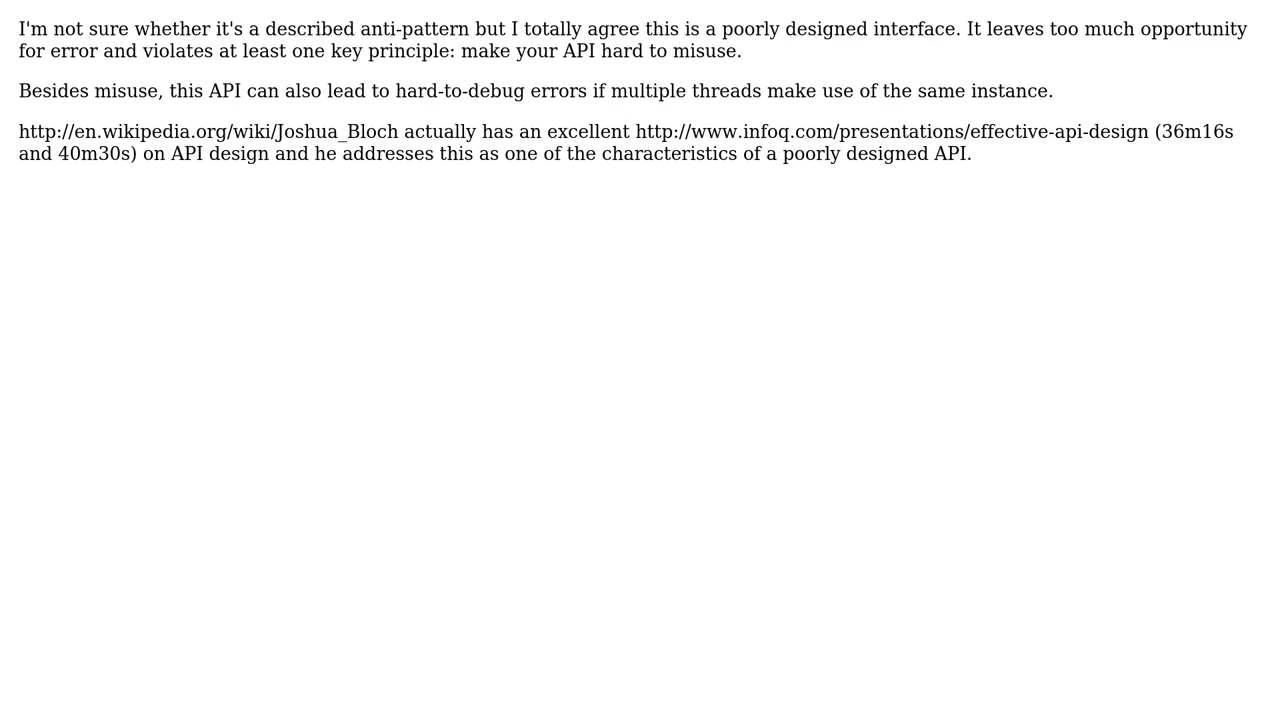 I'm not sure whether it's a described anti-pattern but I totally agree this is a poorly designed interface. It leaves too much opportunity
for error and violates at least one key principle: make your API hard to misuse.
Besides misuse, this API can also lead to hard-to-debug errors if multiple threads make use of the same instance.
http://en.wikipedia.org/wiki/Joshua_Bloch actually has an excellent http://www.infoq.com/presentations/effective-api-design (36m16s
and 40m30s) on API design and he addresses this as one of the characteristics of a poorly designed API.